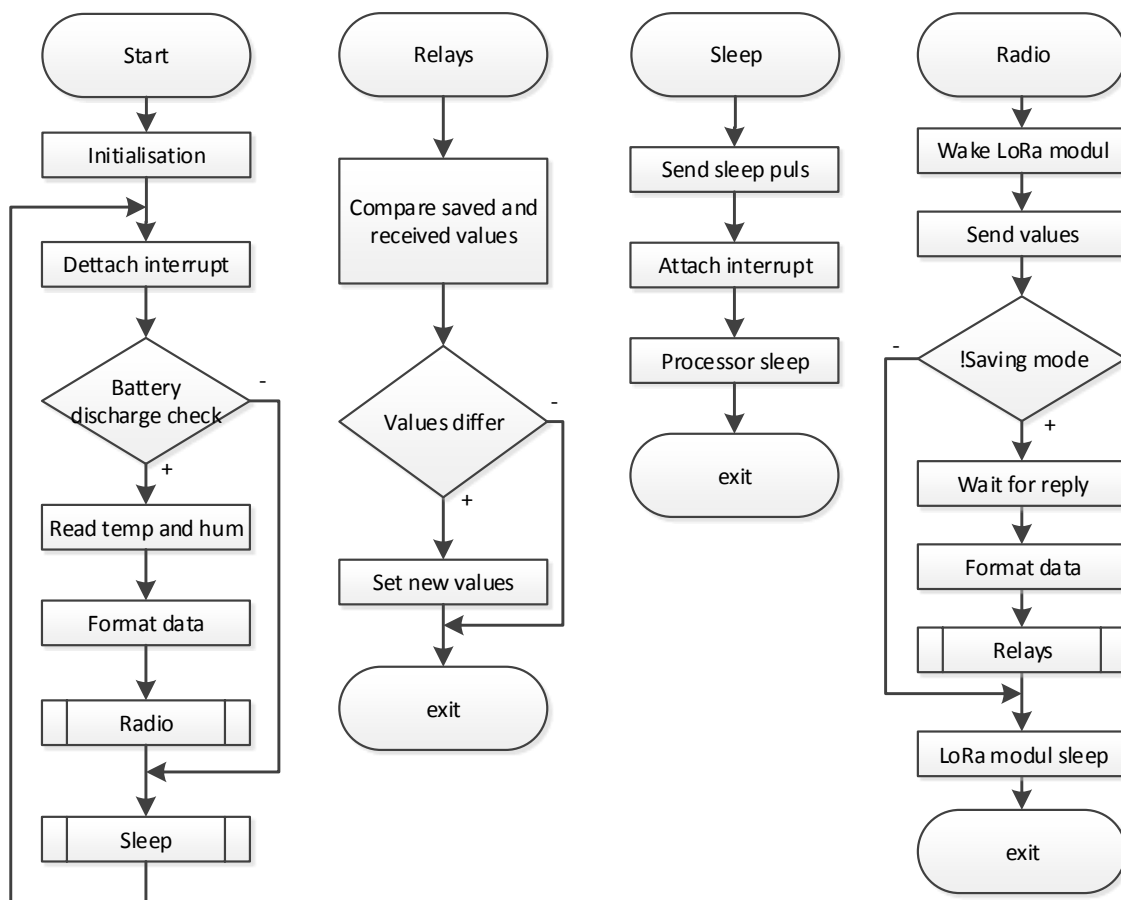 Start
Initialisation
Dettach interrupt
Battery
discharge check
-
+
Read temp and hum
Format data
Radio
Sleep
Relays
Compare saved and
received values
Values differ
-
+
Set new values
exit
Sleep
Send sleep puls
Attach interrupt
Processor sleep
exit
Radio
Wake LoRa modul
Send values
-
!Saving mode
+
Wait for reply
Format data
Relays
LoRa modul sleep
exit